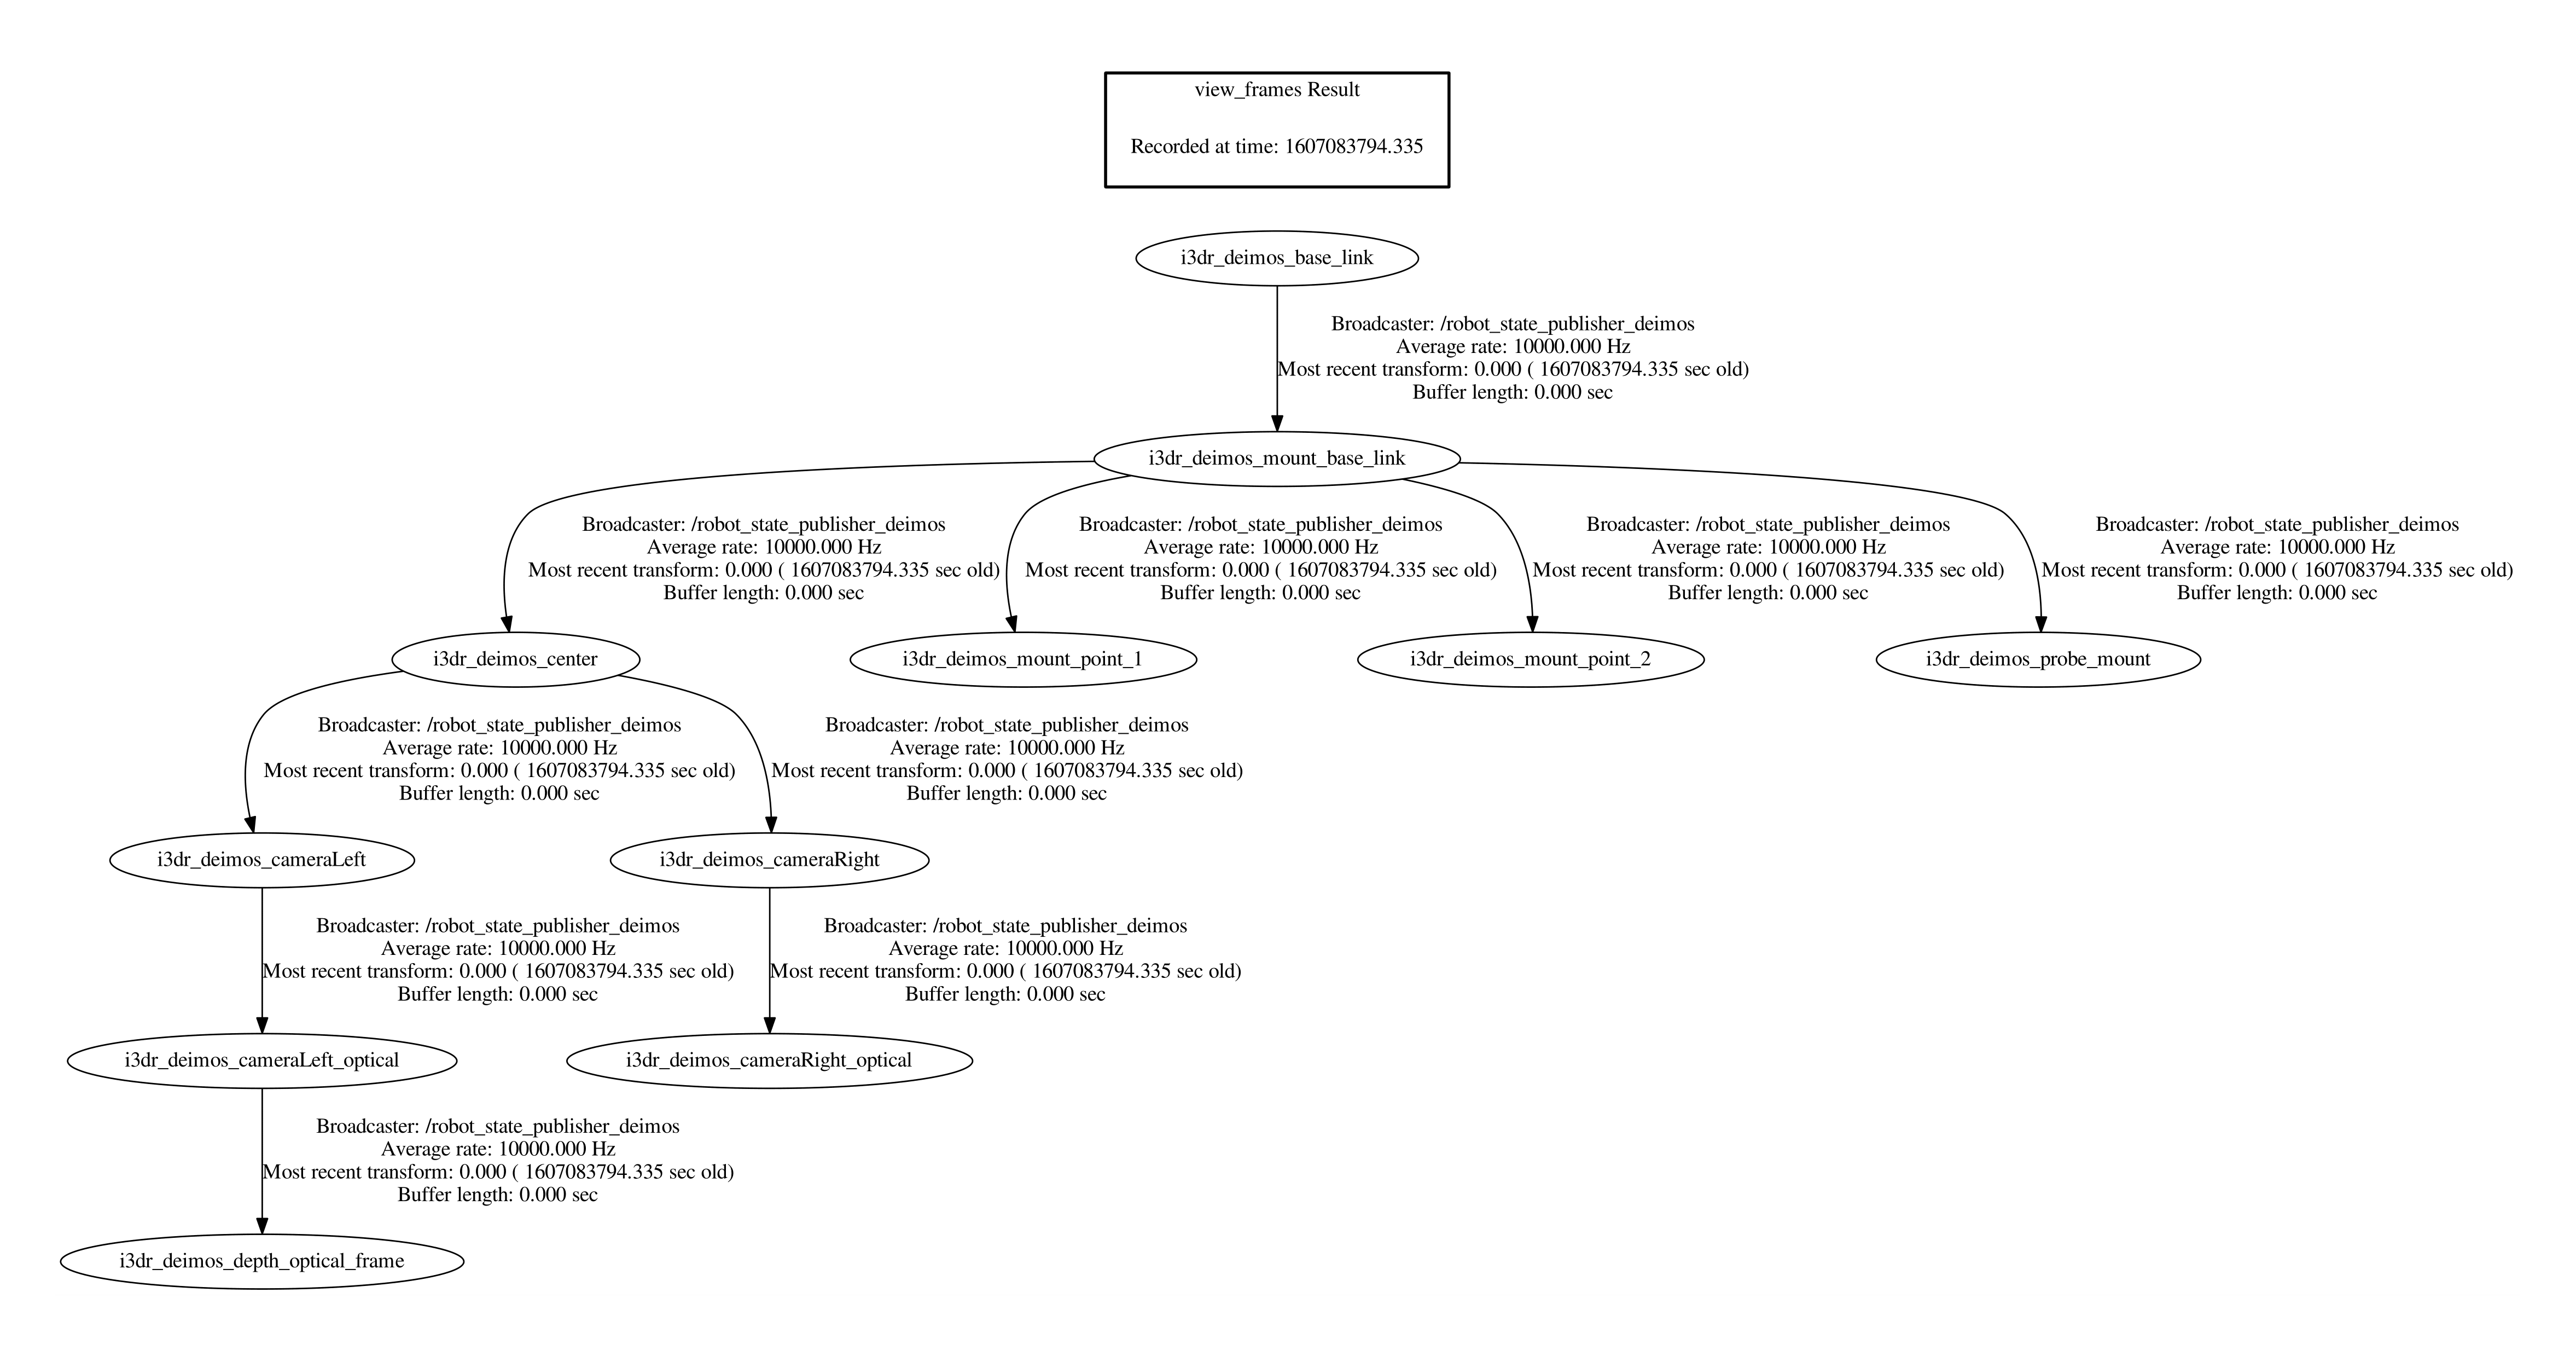 view_frames Result
Recorded at time: 1607083794.335
i3dr_deimos_base_link
Broadcaster: /robot_state_publisher_deimos
Average rate: 10000.000 Hz
Most recent transform: 0.000 ( 1607083794.335 sec old)
Buffer length: 0.000 sec
i3dr_deimos_mount_base_link
Broadcaster: /robot_state_publisher_deimos
Average rate: 10000.000 Hz
Most recent transform: 0.000 ( 1607083794.335 sec old)
Buffer length: 0.000 sec
Broadcaster: /robot_state_publisher_deimos
Average rate: 10000.000 Hz
Most recent transform: 0.000 ( 1607083794.335 sec old)
Buffer length: 0.000 sec
Broadcaster: /robot_state_publisher_deimos
Average rate: 10000.000 Hz
Most recent transform: 0.000 ( 1607083794.335 sec old)
Buffer length: 0.000 sec
Broadcaster: /robot_state_publisher_deimos
Average rate: 10000.000 Hz
Most recent transform: 0.000 ( 1607083794.335 sec old)
Buffer length: 0.000 sec
i3dr_deimos_center
i3dr_deimos_mount_point_1
i3dr_deimos_mount_point_2
i3dr_deimos_probe_mount
Broadcaster: /robot_state_publisher_deimos
Average rate: 10000.000 Hz
Most recent transform: 0.000 ( 1607083794.335 sec old)
Buffer length: 0.000 sec
Broadcaster: /robot_state_publisher_deimos
Average rate: 10000.000 Hz
Most recent transform: 0.000 ( 1607083794.335 sec old)
Buffer length: 0.000 sec
i3dr_deimos_cameraLeft
i3dr_deimos_cameraRight
Broadcaster: /robot_state_publisher_deimos
Average rate: 10000.000 Hz
Most recent transform: 0.000 ( 1607083794.335 sec old)
Buffer length: 0.000 sec
Broadcaster: /robot_state_publisher_deimos
Average rate: 10000.000 Hz
Most recent transform: 0.000 ( 1607083794.335 sec old)
Buffer length: 0.000 sec
i3dr_deimos_cameraLeft_optical
i3dr_deimos_cameraRight_optical
Broadcaster: /robot_state_publisher_deimos
Average rate: 10000.000 Hz
Most recent transform: 0.000 ( 1607083794.335 sec old)
Buffer length: 0.000 sec
i3dr_deimos_depth_optical_frame